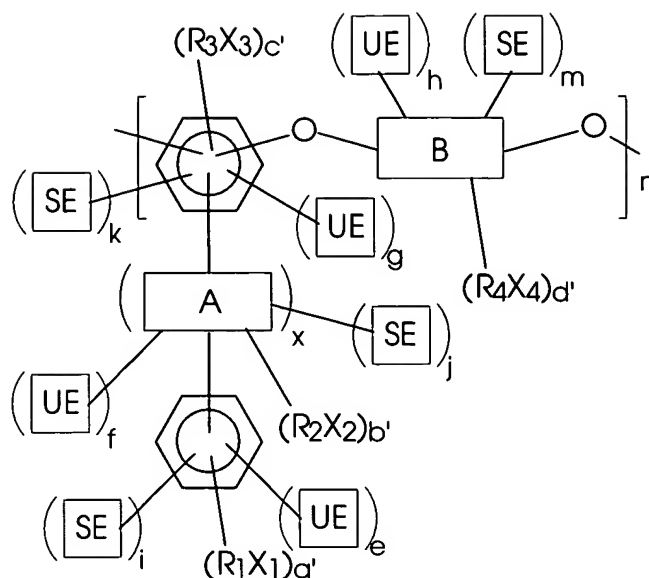 (R3X3)c' (UE)h (SE)m
[ O B O ]n
(SE)k (UE)g
(R4X4)d'
(A)x (SE)j
(UE)f (R2X2)b'
(SE)i (UE)e
(R1X1)a'